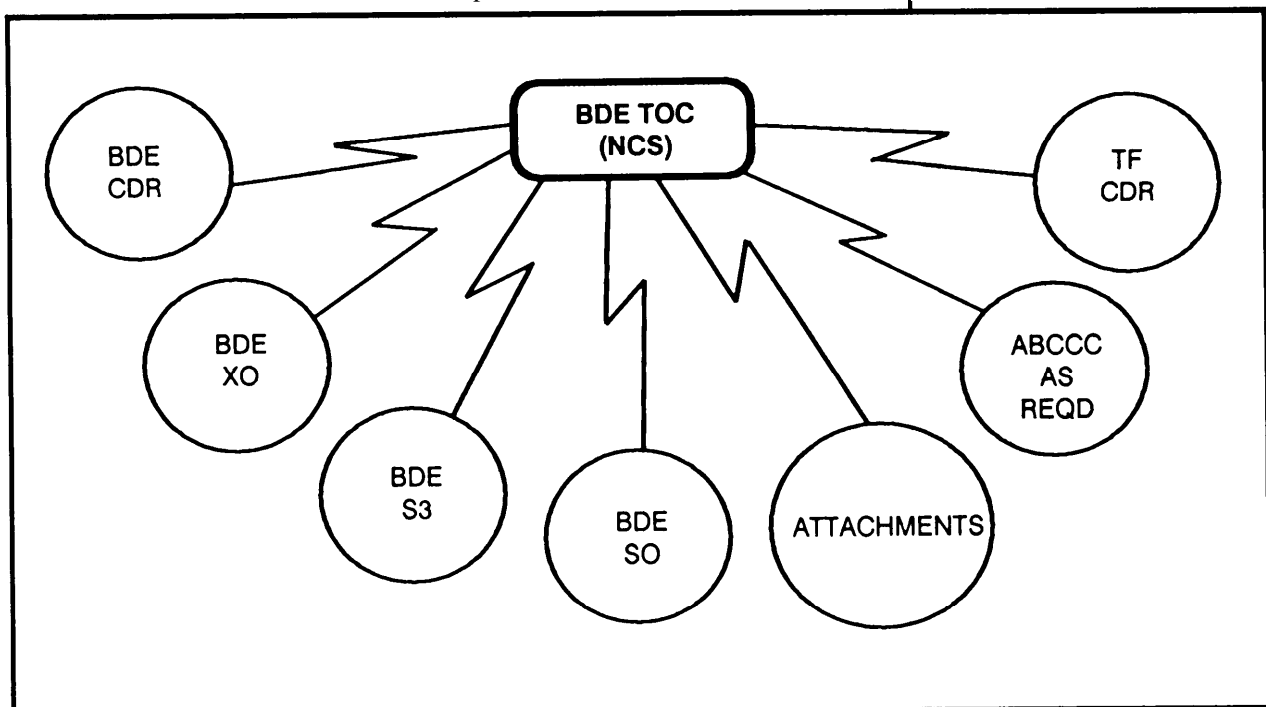 BDE TOC
(NCS)
BDE
CDR
TF
CDR
BDE
XO
ABCCC
AS
REQD
BDE
S3
BDE
SO
ATTACHMENTS